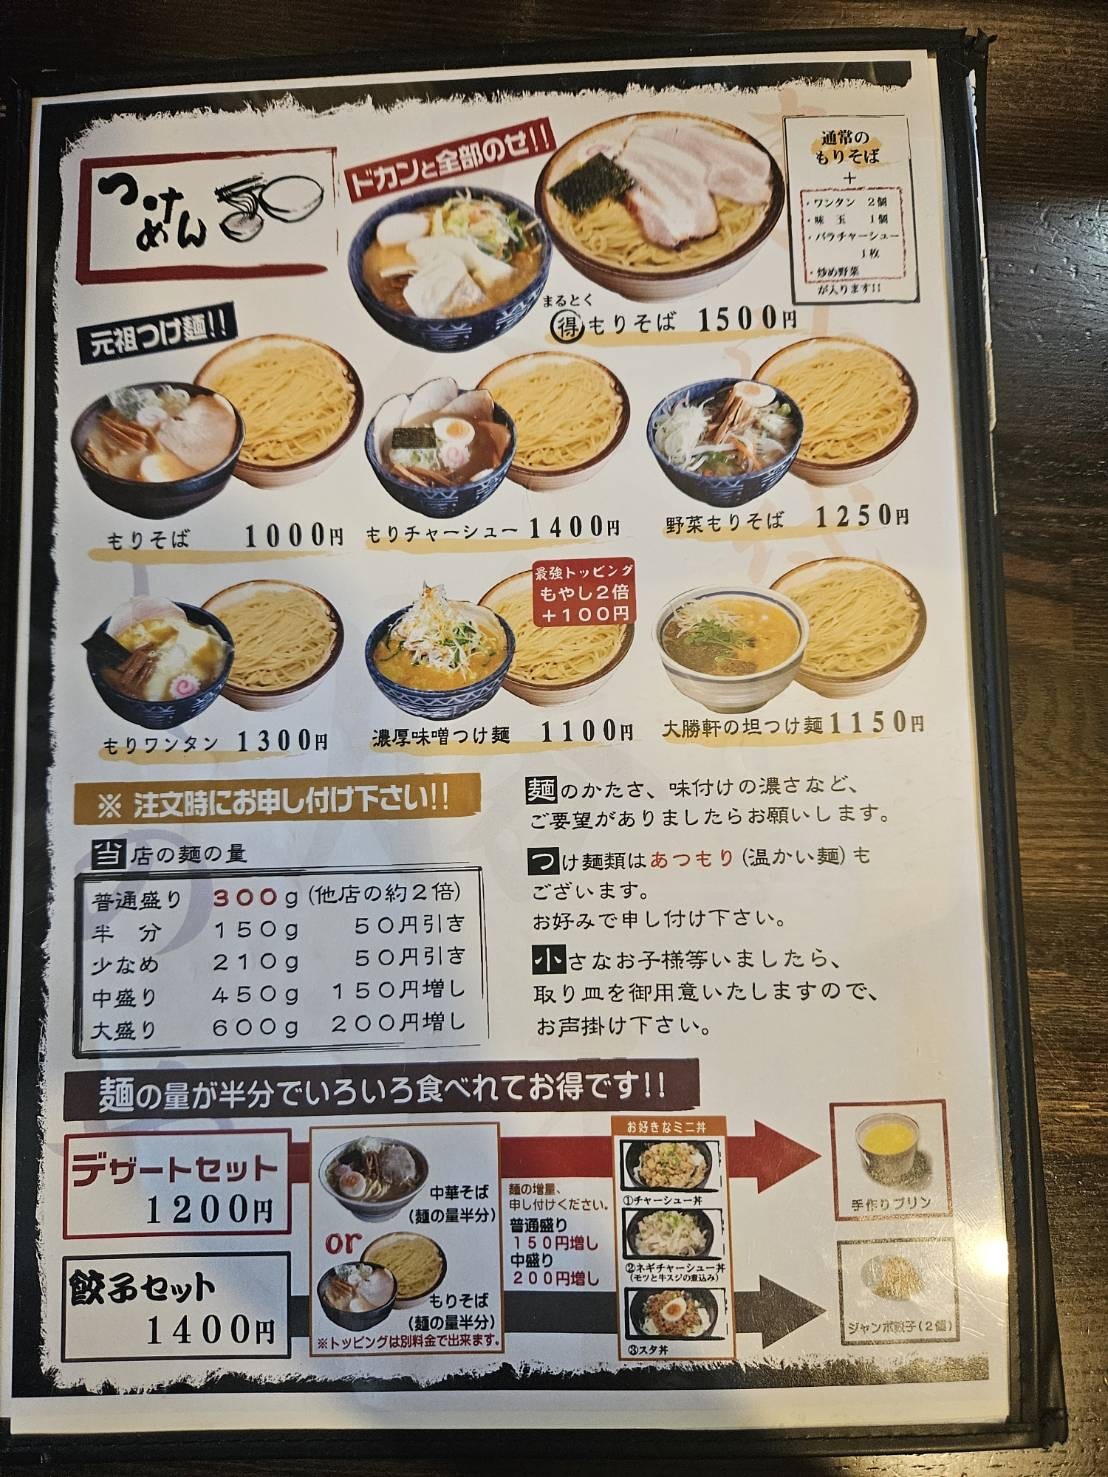 つけめん
ドカンと全部のせ!!
通常の
もりそば
+
・ワンタン 2個
・味玉 1個
・バラチャーシュー
1枚
・炒め野菜
が入ります!!
まるとく
得もりそば 1500円
元祖つけ麺!!
もりそば 1000円
もりチャーシュー 1400円
野菜もりそば 1250円
最強トッピング
もやし2倍
+100円
もりワンタン 1300円
濃厚味噌つけ麺 1100円
大勝軒の坦つけ麺 1150円
※ 注文時にお申し付け下さい!!
当店の麺の量
普通盛り 300g (他店の約2倍)
半分 150g 50円引き
少なめ 210g 50円引き
中盛り 450g 150円増し
大盛り 600g 200円増し
麺のかたさ、味付けの濃さなど、
ご要望がありましたらお願いします。
つけ麺類はあつもり(温かい麺)も
ございます。
お好みで申し付け下さい。
小さなお子様等いましたら、
取り皿を御用意いたしますので、
お声掛け下さい。
麺の量が半分でいろいろ食べれてお得です!!
デザートセット
1200円
餃子セット
1400円
中華そば
(麺の量半分)
or
もりそば
(麺の量半分)
※トッピングは別料金で出来ます。
麺の増量、
申し付けください。
普通盛り
150円増し
中盛り
200円増し
お好きなミニ丼
①チャーシュー丼
②ネギチャーシュー丼
(モツと牛スジの煮込み)
③スタ丼
手作りプリン
ジャンボ餃子(2個)